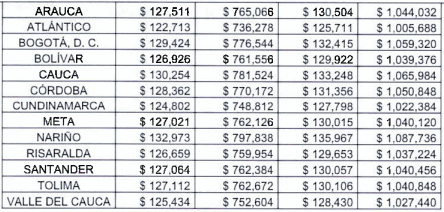 ARAUCA $ 127,511 $ 765,066 $ 130,504 $ 1,044,032
ATLÁNTICO $ 122,713 $ 736,278 $ 125,711 $ 1,005,688
BOGOTÁ, D. C. $ 129,424 $ 776,544 $ 132,415 $ 1,059,320
BOLÍVAR $ 126,926 $ 761,556 $ 129,922 $ 1,039,376
CAUCA $ 130,254 $ 781,524 $ 133,248 $ 1,065,984
CÓRDOBA $ 128,362 $ 770,172 $ 131,356 $ 1,050,848
CUNDINAMARCA $ 124,802 $ 748,812 $ 127,798 $ 1,022,384
META $ 127,021 $ 762,126 $ 130,015 $ 1,040,120
NARIÑO $ 132,973 $ 797,838 $ 135,967 $ 1,087,736
RISARALDA $ 126,659 $ 759,954 $ 129,653 $ 1,037,224
SANTANDER $ 127,064 $ 762,384 $ 130,057 $ 1,040,456
TOLIMA $ 127,112 $ 762,672 $ 130,106 $ 1,040,848
VALLE DEL CAUCA $ 125,434 $ 752,604 $ 128,430 $ 1,027,440